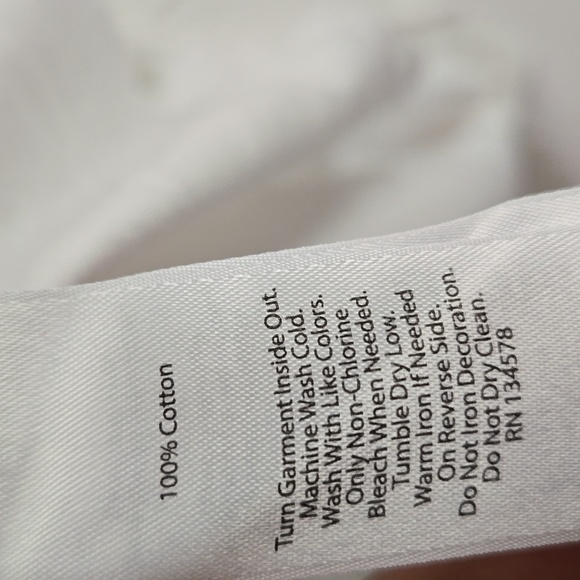 100% Cotton
Turn Garment Inside Out.
Machine Wash Cold.
Wash With Like Colors.
Only Non-Chlorine
Bleach When Needed.
Tumble Dry Low.
Warm Iron If Needed
On Reverse Side.
Do Not Iron Decoration.
Do Not Dry Clean.
RN 134578